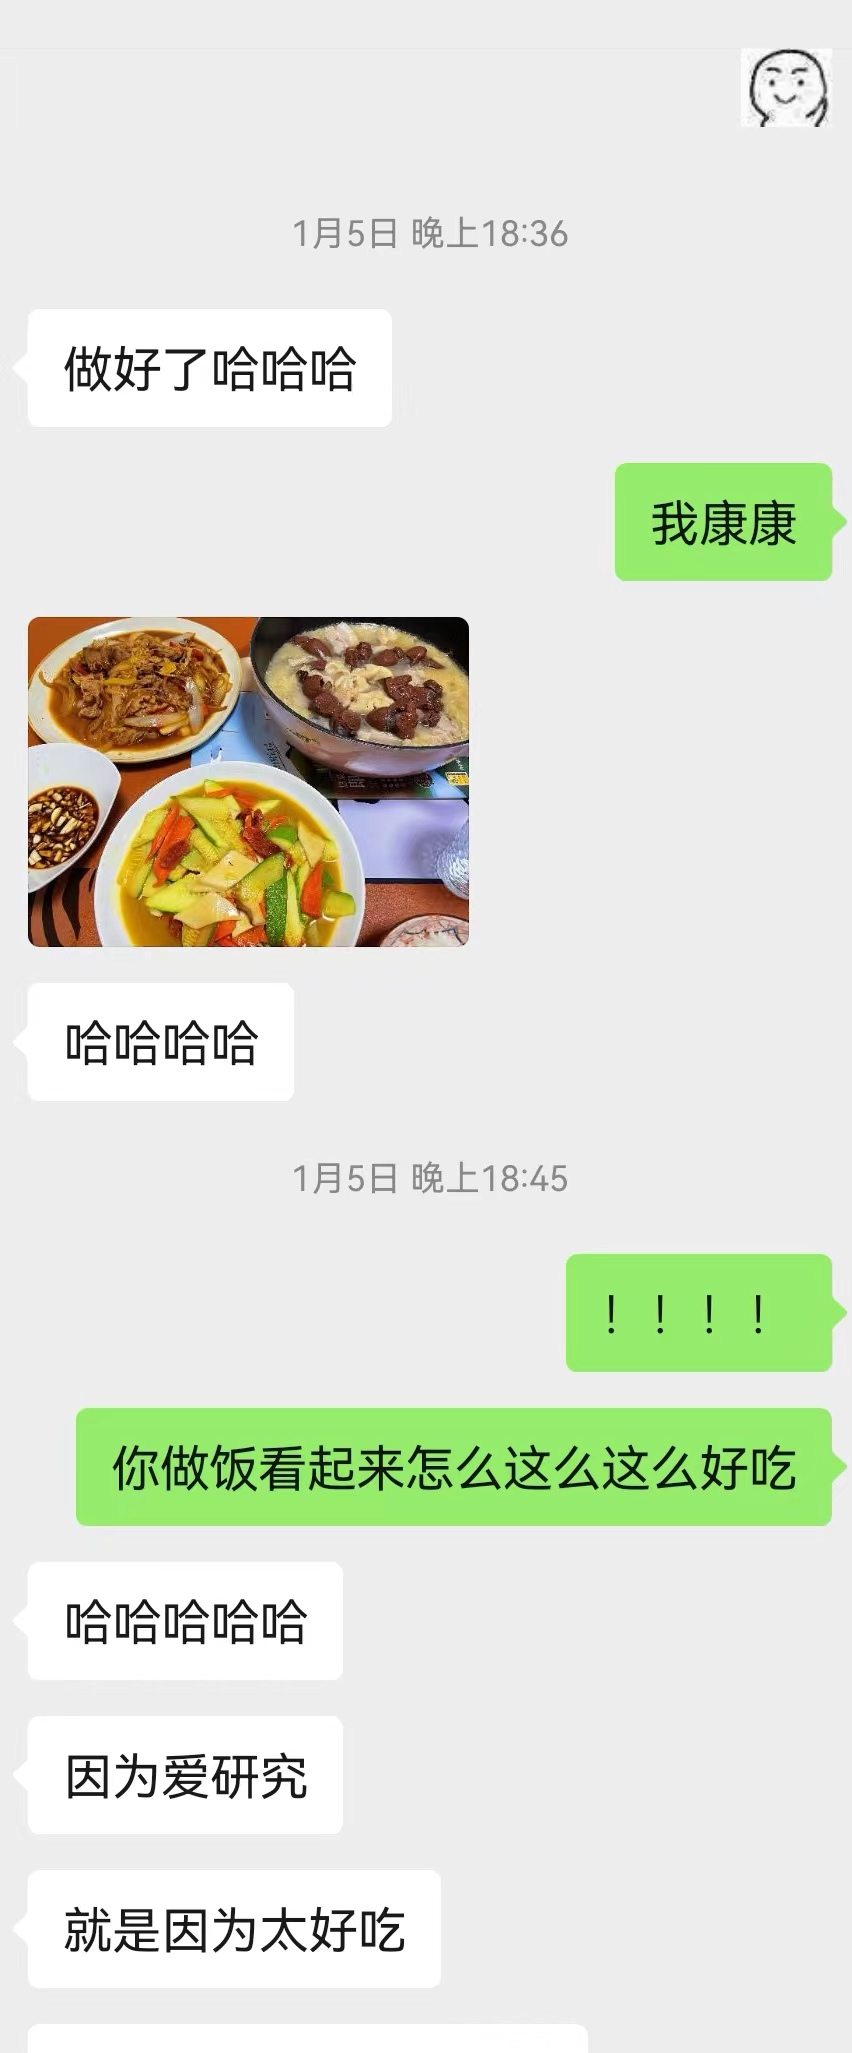 1月5日 晚上18:36
做好了哈哈哈
我康康
哈哈哈哈
1月5日 晚上18:45
！！！！
你做饭看起来怎么这么这么好吃
哈哈哈哈哈
因为爱研究
就是因为太好吃